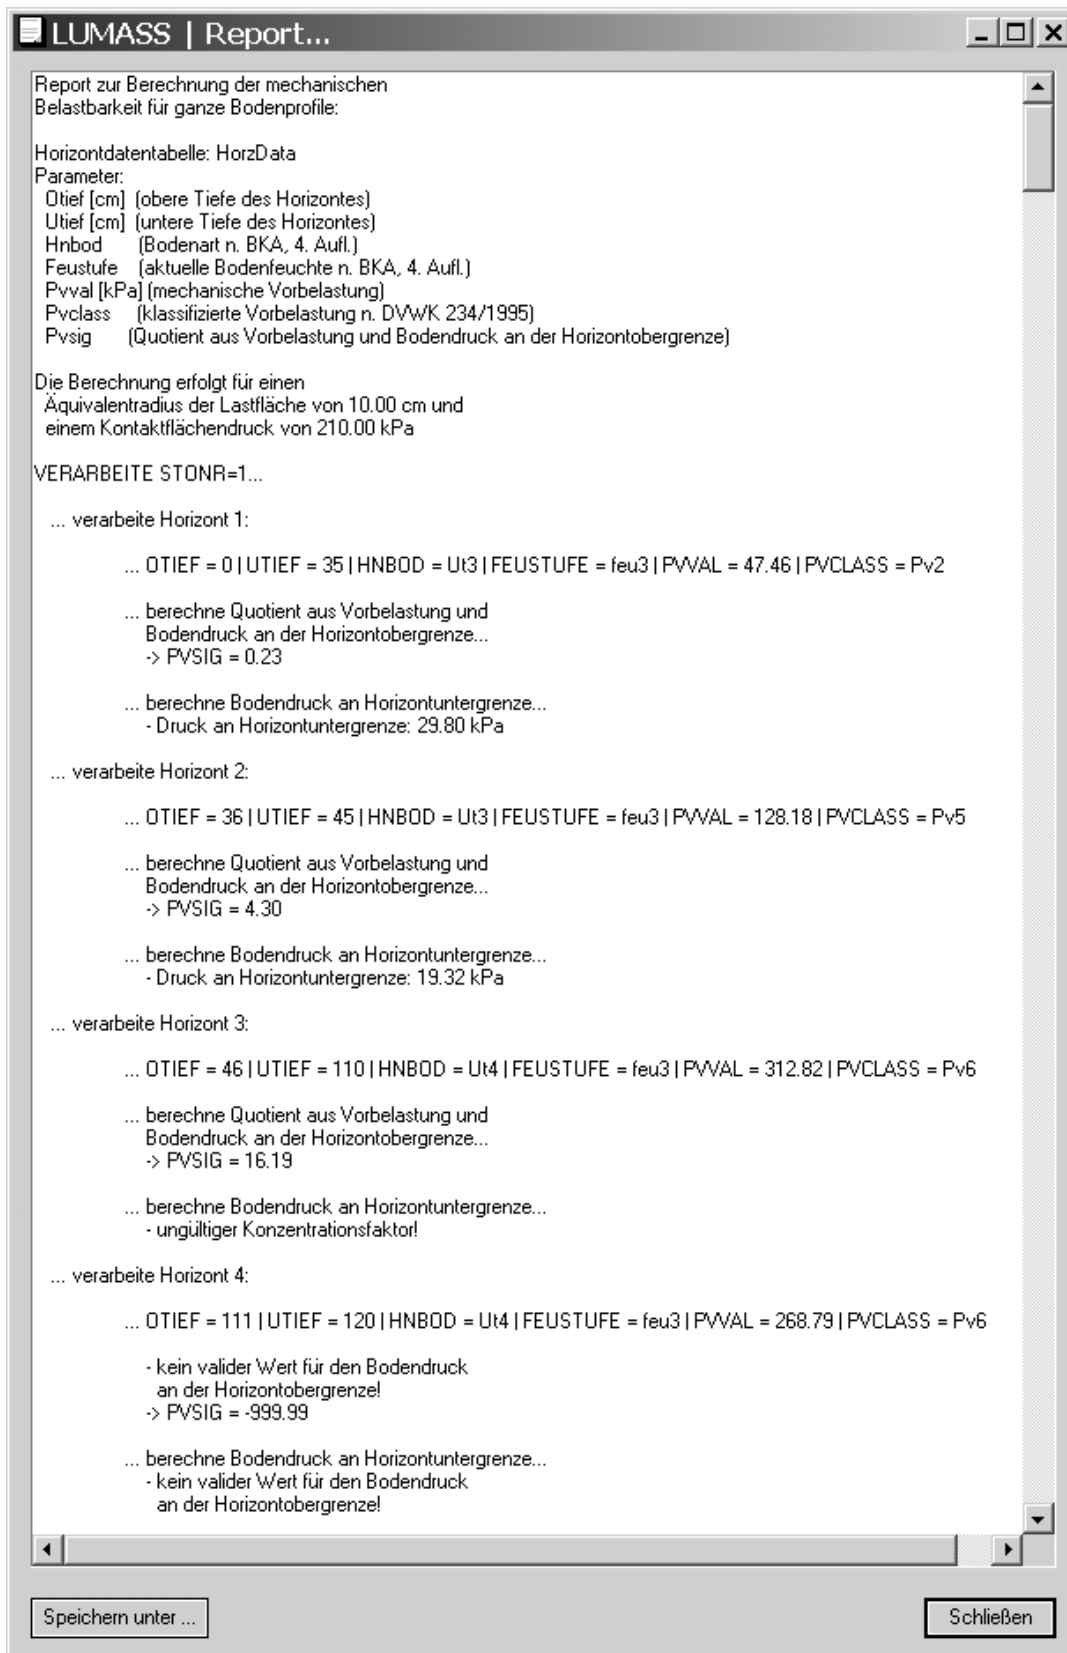 LUMASS | Report...
Report zur Berechnung der mechanischen
Belastbarkeit für ganze Bodenprofile:
Horizontdatentabelle: HorzData
Parameter:
Otief [cm] (obere Tiefe des Horizontes)
Utief [cm] (untere Tiefe des Horizontes)
Hnbod (Bodenart n. BKA, 4. Aufl.)
Feustufe (aktuelle Bodenfeuchte n. BKA, 4. Aufl.)
Pvval [kPa] (mechanische Vorbelastung)
Pvclass (klassifizierte Vorbelastung n. DVWK 234/1995)
Pvsig (Quotient aus Vorbelastung und Bodendruck an der Horizontobergrenze)
Die Berechnung erfolgt für einen
Äquivalentradius der Lastfläche von 10.00 cm und
einem Kontaktflächendruck von 210.00 kPa
VERARBEITE STONR=1...
... verarbeite Horizont 1:
... OTIEF = 0 | UTIEF = 35 | HNBOD = Ut3 | FEUSTUFE = feu3 | PVVAL = 47.46 | PVCLASS = Pv2
... berechne Quotient aus Vorbelastung und
Bodendruck an der Horizontobergrenze...
-> PVSIG = 0.23
... berechne Bodendruck an Horizontuntergrenze...
- Druck an Horizontuntergrenze: 29.80 kPa
... verarbeite Horizont 2:
... OTIEF = 36 | UTIEF = 45 | HNBOD = Ut3 | FEUSTUFE = feu3 | PVVAL = 128.18 | PVCLASS = Pv5
... berechne Quotient aus Vorbelastung und
Bodendruck an der Horizontobergrenze...
-> PVSIG = 4.30
... berechne Bodendruck an Horizontuntergrenze...
- Druck an Horizontuntergrenze: 19.32 kPa
... verarbeite Horizont 3:
... OTIEF = 46 | UTIEF = 110 | HNBOD = Ut4 | FEUSTUFE = feu3 | PVVAL = 312.82 | PVCLASS = Pv6
... berechne Quotient aus Vorbelastung und
Bodendruck an der Horizontobergrenze...
-> PVSIG = 16.19
... berechne Bodendruck an Horizontuntergrenze...
- ungültiger Konzentrationsfaktor!
... verarbeite Horizont 4:
... OTIEF = 111 | UTIEF = 120 | HNBOD = Ut4 | FEUSTUFE = feu3 | PVVAL = 268.79 | PVCLASS = Pv6
- kein valider Wert für den Bodendruck
an der Horizontobergrenze!
-> PVSIG = -999.99
... berechne Bodendruck an Horizontuntergrenze...
- kein valider Wert für den Bodendruck
an der Horizontobergrenze!
Speichern unter ...
Schließen